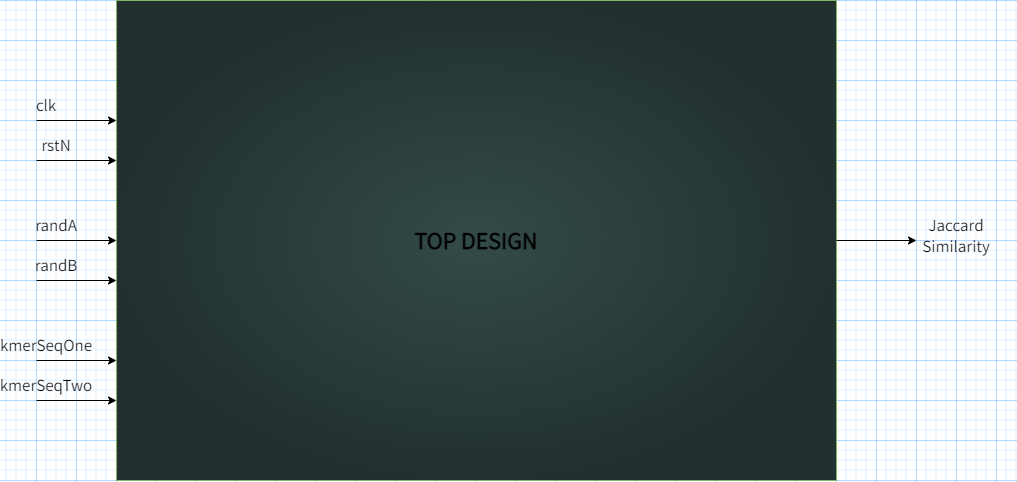 clk
rstN
randA
randB
kmerSeqOne
kmerSeqTwo
TOP DESIGN
Jaccard
Similarity